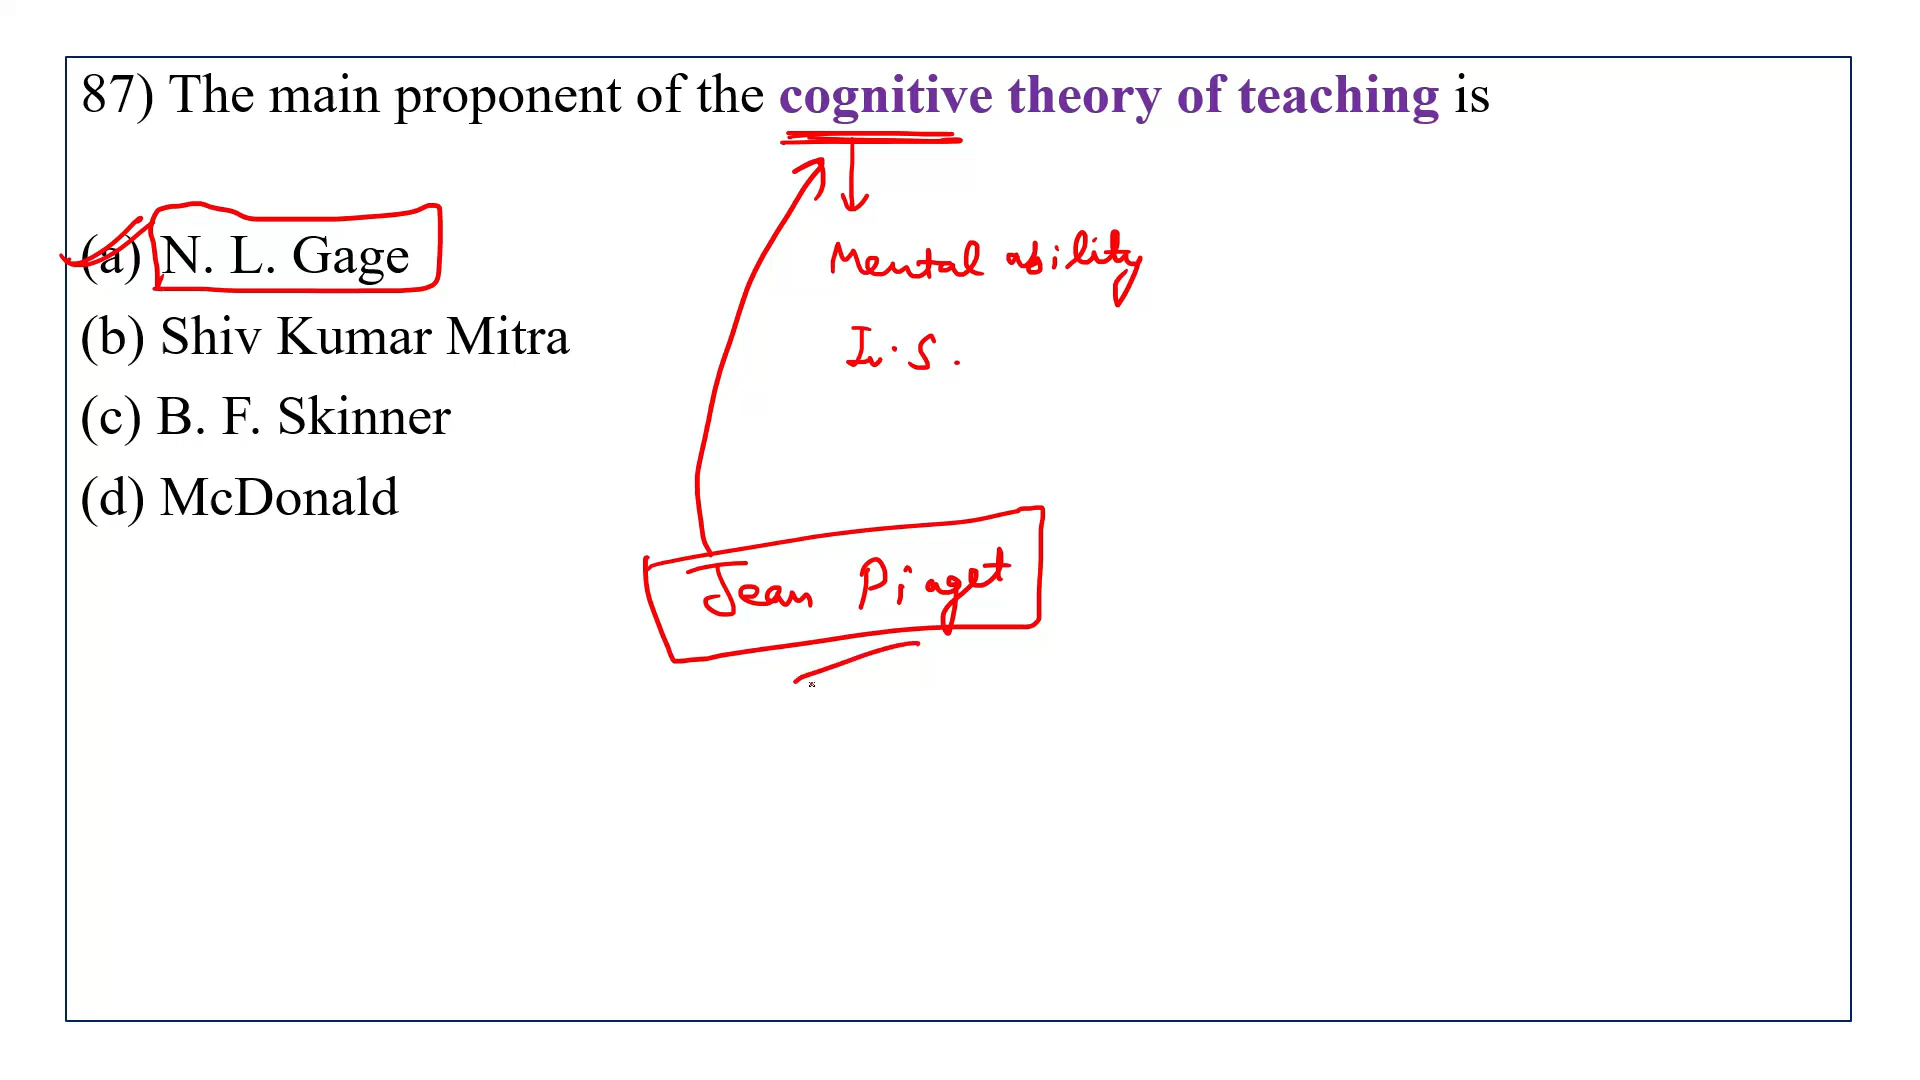 87) The main proponent of the cognitive theory of teaching is
(a) N. L. Gage
Mental ability
(b) Shiv Kumar Mitra
(c) B. F. Skinner
(d) McDonald
Jean Piaget